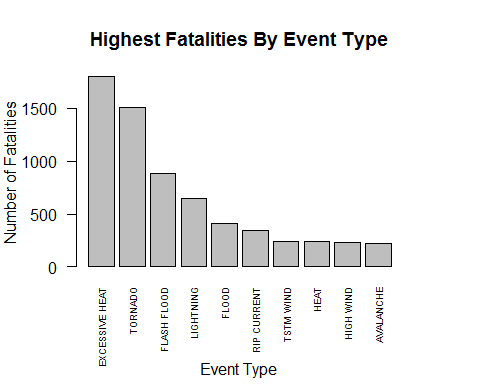 Highest Fatalities By Event Type
Number of Fatalities
1500
1000
500
0
EXCESSIVE HEAT
TORNADO
FLASH FLOOD
LIGHTNING
FLOOD
RIP CURRENT
TSTM WIND
HEAT
HIGH WIND
AVALANCHE
Event Type